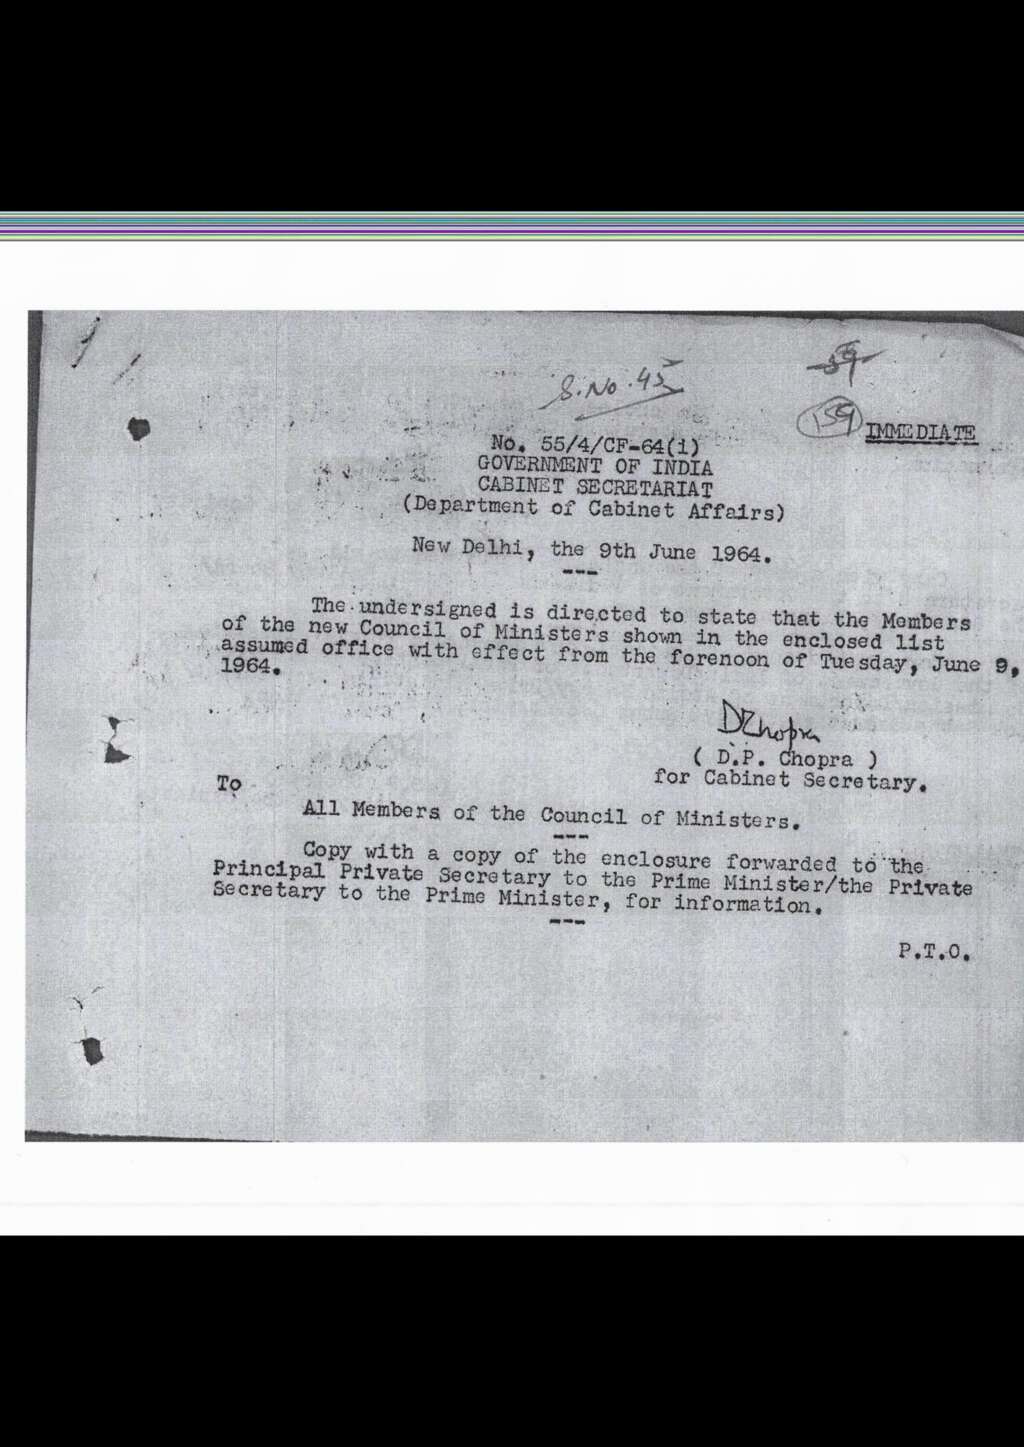 S.No. 45
39
159
IMMEDIATE
No. 55/4/CF-64(i)
GOVERNMENT OF INDIA
CABINET SECRETARIAT
(Department of Cabinet Affairs)
New Delhi, the 9th June 1964.
---
The undersigned is directed to state that the Members
of the new Council of Ministers shown in the enclosed list
assumed office with effect from the forenoon of Tuesday, June 9,
1964.
DPChopra
( D.P. Chopra )
for Cabinet Secretary.
To
All Members of the Council of Ministers.
---
Copy with a copy of the enclosure forwarded to the
Principal Private Secretary to the Prime Minister/the Private
Secretary to the Prime Minister, for information.
---
P.T.O.